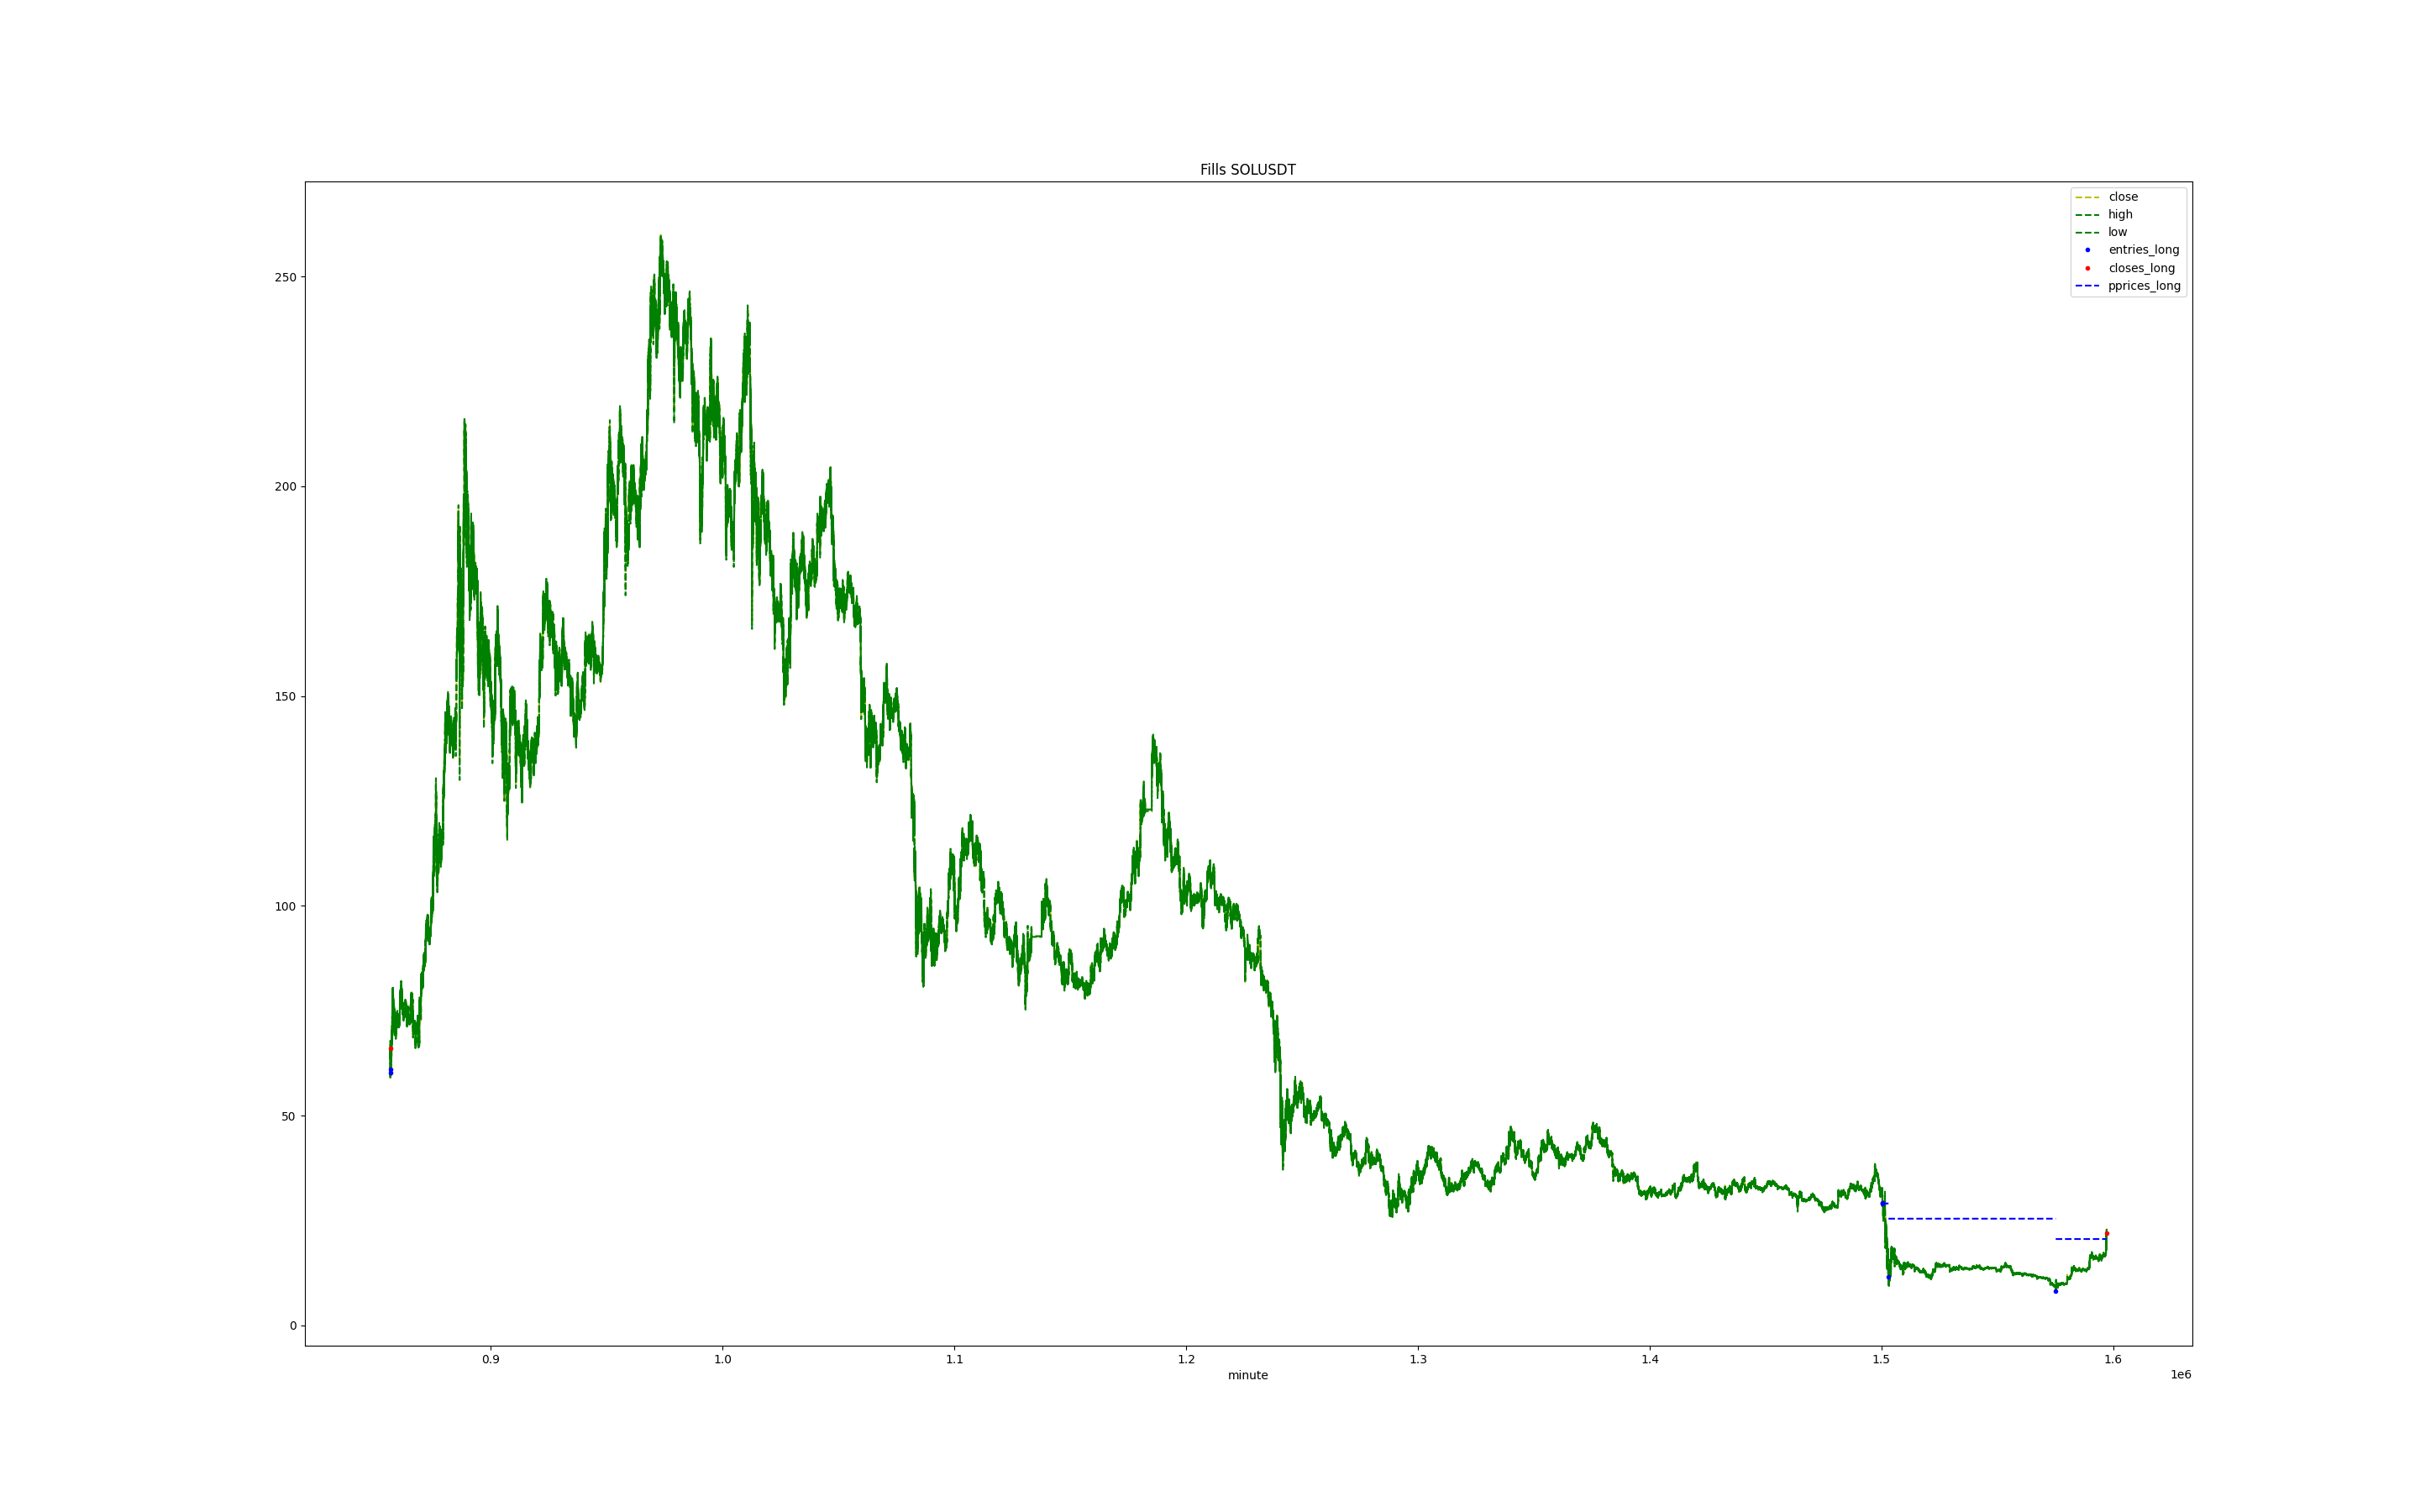 Fills SOLUSDT
close
high
low
entries_long
closes_long
pprices_long
250
200
150
100
50
0
0.9 1.0 1.1 1.2 1.3 1.4 1.5 1.6
minute 1e6